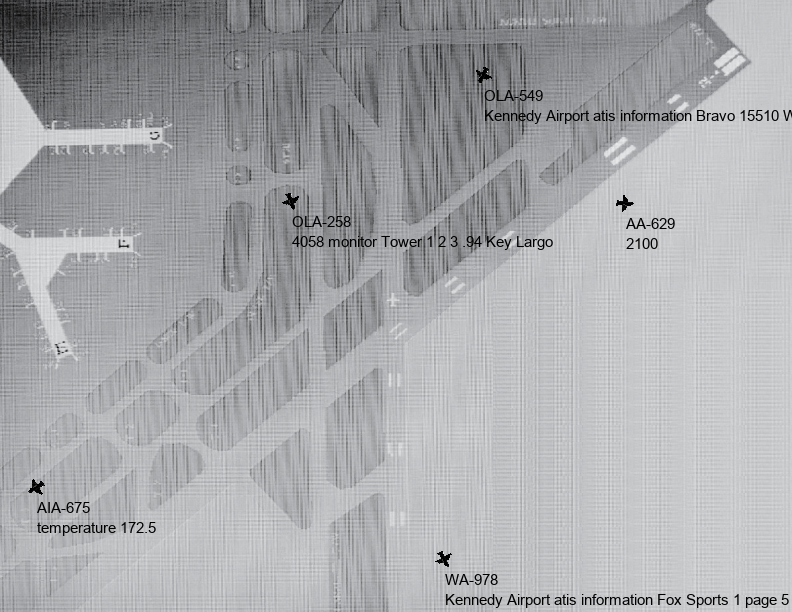 OLA-549
Kennedy Airport atis information Bravo 15510 W
OLA-258
4058 monitor Tower 1 2 3 .94 Key Largo
AA-629
2100
AIA-675
temperature 172.5
WA-978
Kennedy Airport atis information Fox Sports 1 page 5